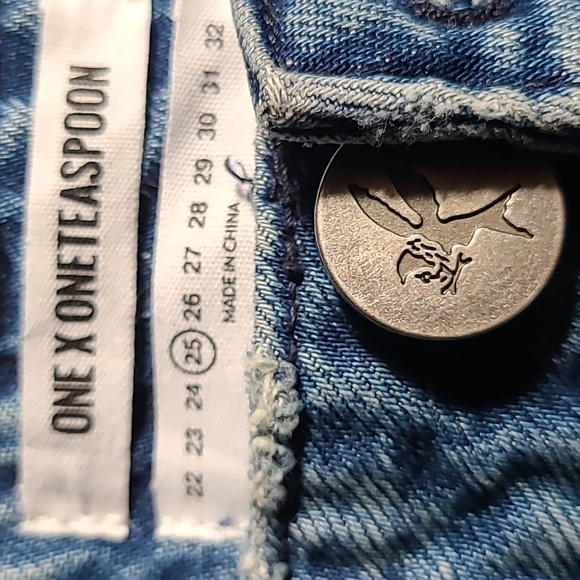 ONE X ONETEASPOON
22 23 24 25 26 27 28 29 30 31 32
MADE IN CHINA